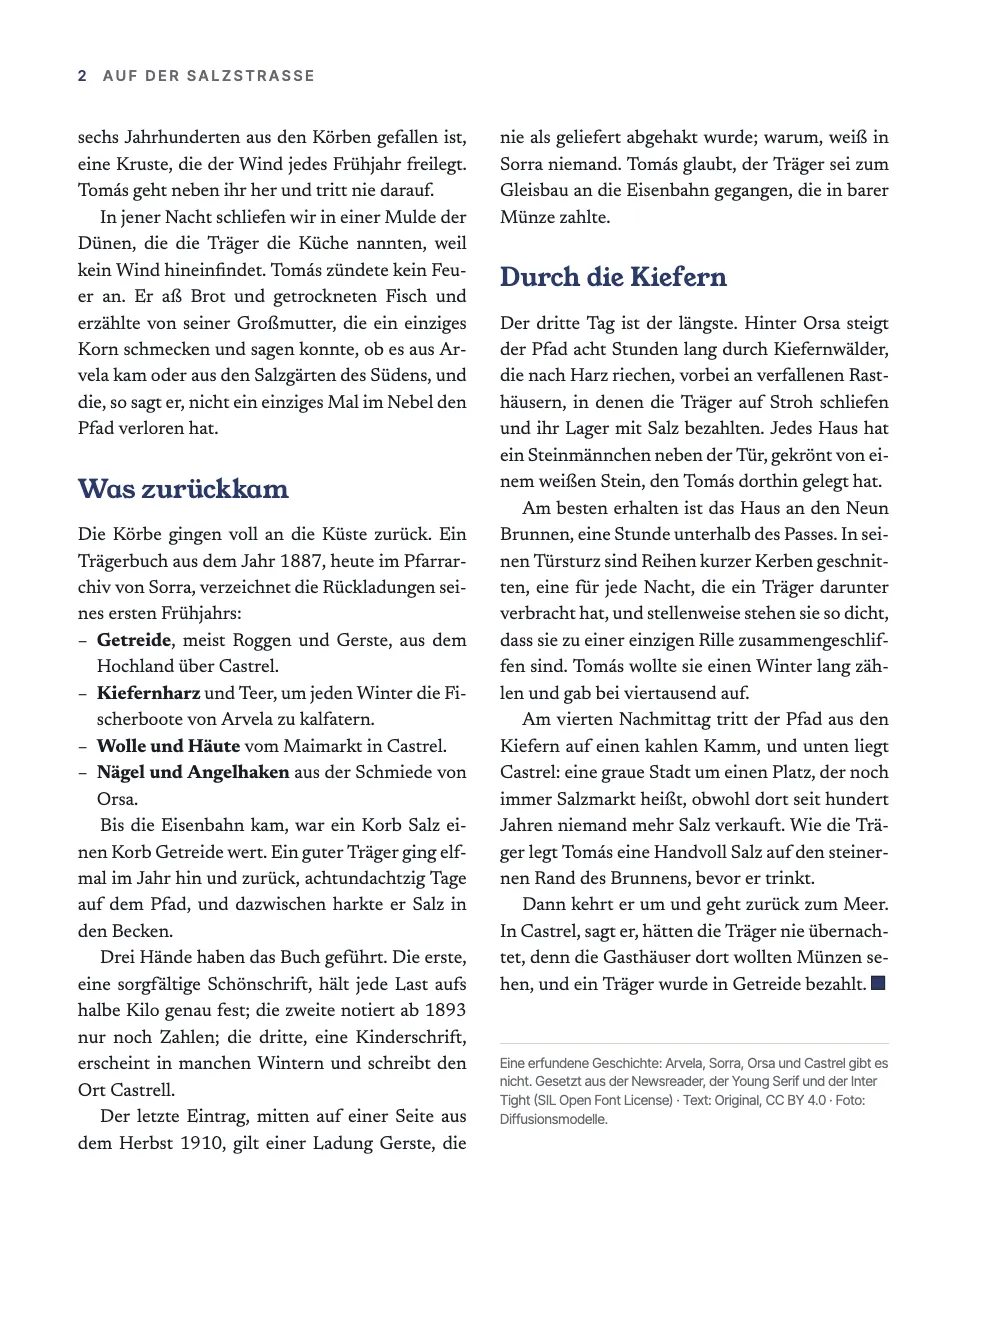 2 AUF DER SALZSTRASSE
sechs Jahrhunderten aus den Körben gefallen ist,
eine Kruste, die der Wind jedes Frühjahr freilegt.
Tomás geht neben ihr her und tritt nie darauf.
In jener Nacht schliefen wir in einer Mulde der
Dünen, die die Träger die Küche nannten, weil
kein Wind hineinfindet. Tomás zündete kein Feu-
er an. Er aß Brot und getrockneten Fisch und
erzählte von seiner Großmutter, die ein einziges
Korn schmecken und sagen konnte, ob es aus Ar-
vela kam oder aus den Salzgärten des Südens, und
die, so sagt er, nicht ein einziges Mal im Nebel den
Pfad verloren hat.
Was zurückkam
Die Körbe gingen voll an die Küste zurück. Ein
Trägerbuch aus dem Jahr 1887, heute im Pfarrar-
chiv von Sorra, verzeichnet die Rückladungen sei-
nes ersten Frühjahrs:
– Getreide, meist Roggen und Gerste, aus dem
Hochland über Castrel.
– Kiefernharz und Teer, um jeden Winter die Fi-
scherboote von Arvela zu kalfatern.
– Wolle und Häute vom Maimarkt in Castrel.
– Nägel und Angelhaken aus der Schmiede von
Orsa.
Bis die Eisenbahn kam, war ein Korb Salz ei-
nen Korb Getreide wert. Ein guter Träger ging elf-
mal im Jahr hin und zurück, achtundachtzig Tage
auf dem Pfad, und dazwischen harkte er Salz in
den Becken.
Drei Hände haben das Buch geführt. Die erste,
eine sorgfältige Schönschrift, hält jede Last aufs
halbe Kilo genau fest; die zweite notiert ab 1893
nur noch Zahlen; die dritte, eine Kinderschrift,
erscheint in manchen Wintern und schreibt den
Ort Castrell.
Der letzte Eintrag, mitten auf einer Seite aus
dem Herbst 1910, gilt einer Ladung Gerste, die
nie als geliefert abgehakt wurde; warum, weiß in
Sorra niemand. Tomás glaubt, der Träger sei zum
Gleisbau an die Eisenbahn gegangen, die in barer
Münze zahlte.
Durch die Kiefern
Der dritte Tag ist der längste. Hinter Orsa steigt
der Pfad acht Stunden lang durch Kiefernwälder,
die nach Harz riechen, vorbei an verfallenen Rast-
häusern, in denen die Träger auf Stroh schliefen
und ihr Lager mit Salz bezahlten. Jedes Haus hat
ein Steinmännchen neben der Tür, gekrönt von ei-
nem weißen Stein, den Tomás dorthin gelegt hat.
Am besten erhalten ist das Haus an den Neun
Brunnen, eine Stunde unterhalb des Passes. In sei-
nen Türsturz sind Reihen kurzer Kerben geschnit-
ten, eine für jede Nacht, die ein Träger darunter
verbracht hat, und stellenweise stehen sie so dicht,
dass sie zu einer einzigen Rille zusammengeschlif-
fen sind. Tomás wollte sie einen Winter lang zäh-
len und gab bei viertausend auf.
Am vierten Nachmittag tritt der Pfad aus den
Kiefern auf einen kahlen Kamm, und unten liegt
Castrel: eine graue Stadt um einen Platz, der noch
immer Salzmarkt heißt, obwohl dort seit hundert
Jahren niemand mehr Salz verkauft. Wie die Trä-
ger legt Tomás eine Handvoll Salz auf den steiner-
nen Rand des Brunnens, bevor er trinkt.
Dann kehrt er um und geht zurück zum Meer.
In Castrel, sagt er, hätten die Träger nie übernach-
tet, denn die Gasthäuser dort wollten Münzen se-
hen, und ein Träger wurde in Getreide bezahlt.
Eine erfundene Geschichte: Arvela, Sorra, Orsa und Castrel gibt es
nicht. Gesetzt aus der Newsreader, der Young Serif und der Inter
Tight (SIL Open Font License) · Text: Original, CC BY 4.0 · Foto:
Diffusionsmodelle.